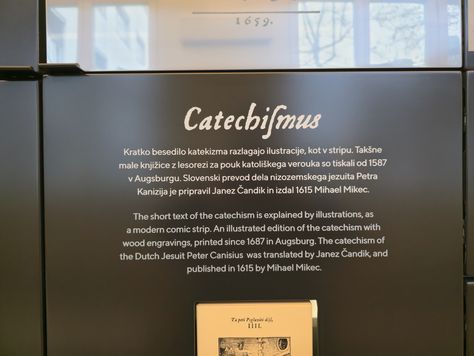 1659.
Catechiſmus
Kratko besedilo katekizma razlagajo ilustracije, kot v stripu. Takšne
male knjižice z lesorezi za pouk katoliškega verouka so tiskali od 1587
v Augsburgu. Slovenski prevod dela nizozemskega jezuita Petra
Kanizija je pripravil Janez Čandik in izdal 1615 Mihael Mikec.
The short text of the catechism is explained by illustrations, as
a modern comic strip. An illustrated edition of the catechism with
wood engravings, printed since 1687 in Augsburg. The catechism of
the Dutch Jesuit Peter Canisius was translated by Janez Čandik, and
published in 1615 by Mihael Mikec.
IIII.